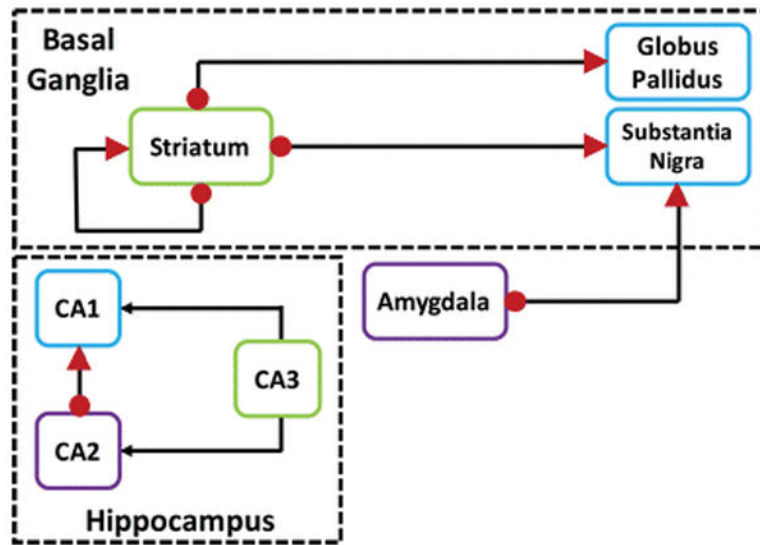 Basal
Ganglia
Globus
Pallidus
Striatum
Substantia
Nigra
Amygdala
CA1
CA3
CA2
Hippocampus